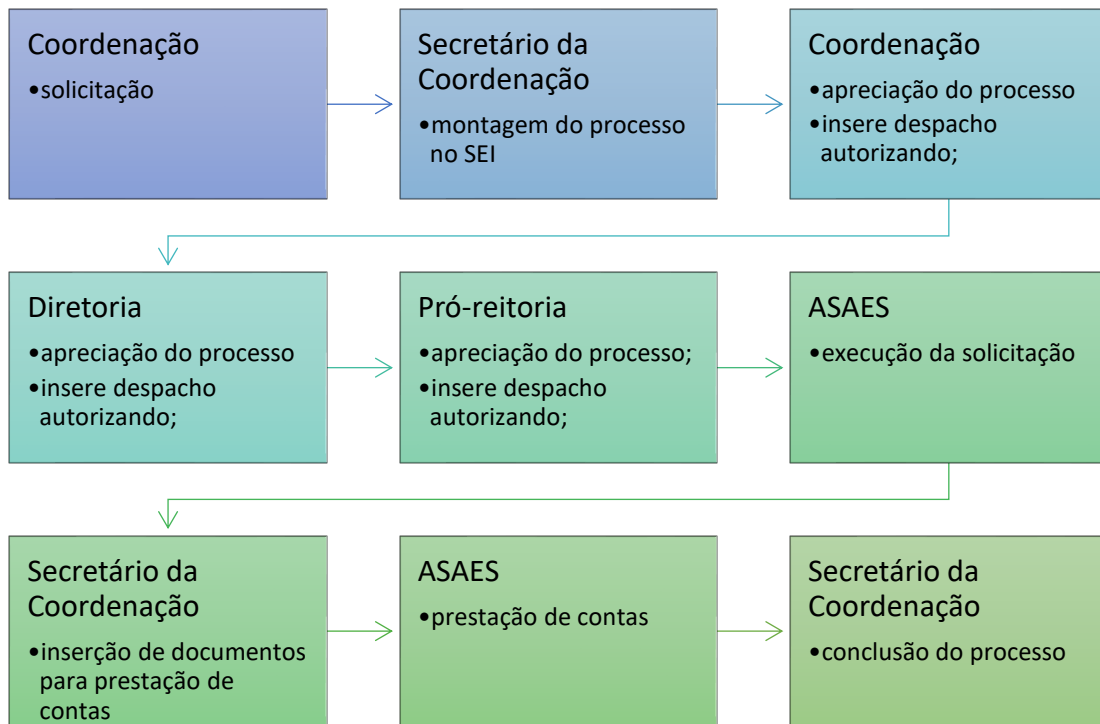 Coordenação
•solicitação
Secretário da
Coordenação
•montagem do processo
no SEI
Coordenação
•apreciação do processo
•insere despacho
autorizando;
Diretoria
•apreciação do processo
•insere despacho
autorizando;
Pró-reitoria
•apreciação do processo;
•insere despacho
autorizando;
ASAES
•execução da solicitação
Secretário da
Coordenação
•inserção de documentos
para prestação de
contas
ASAES
•prestação de contas
Secretário da
Coordenação
•conclusão do processo